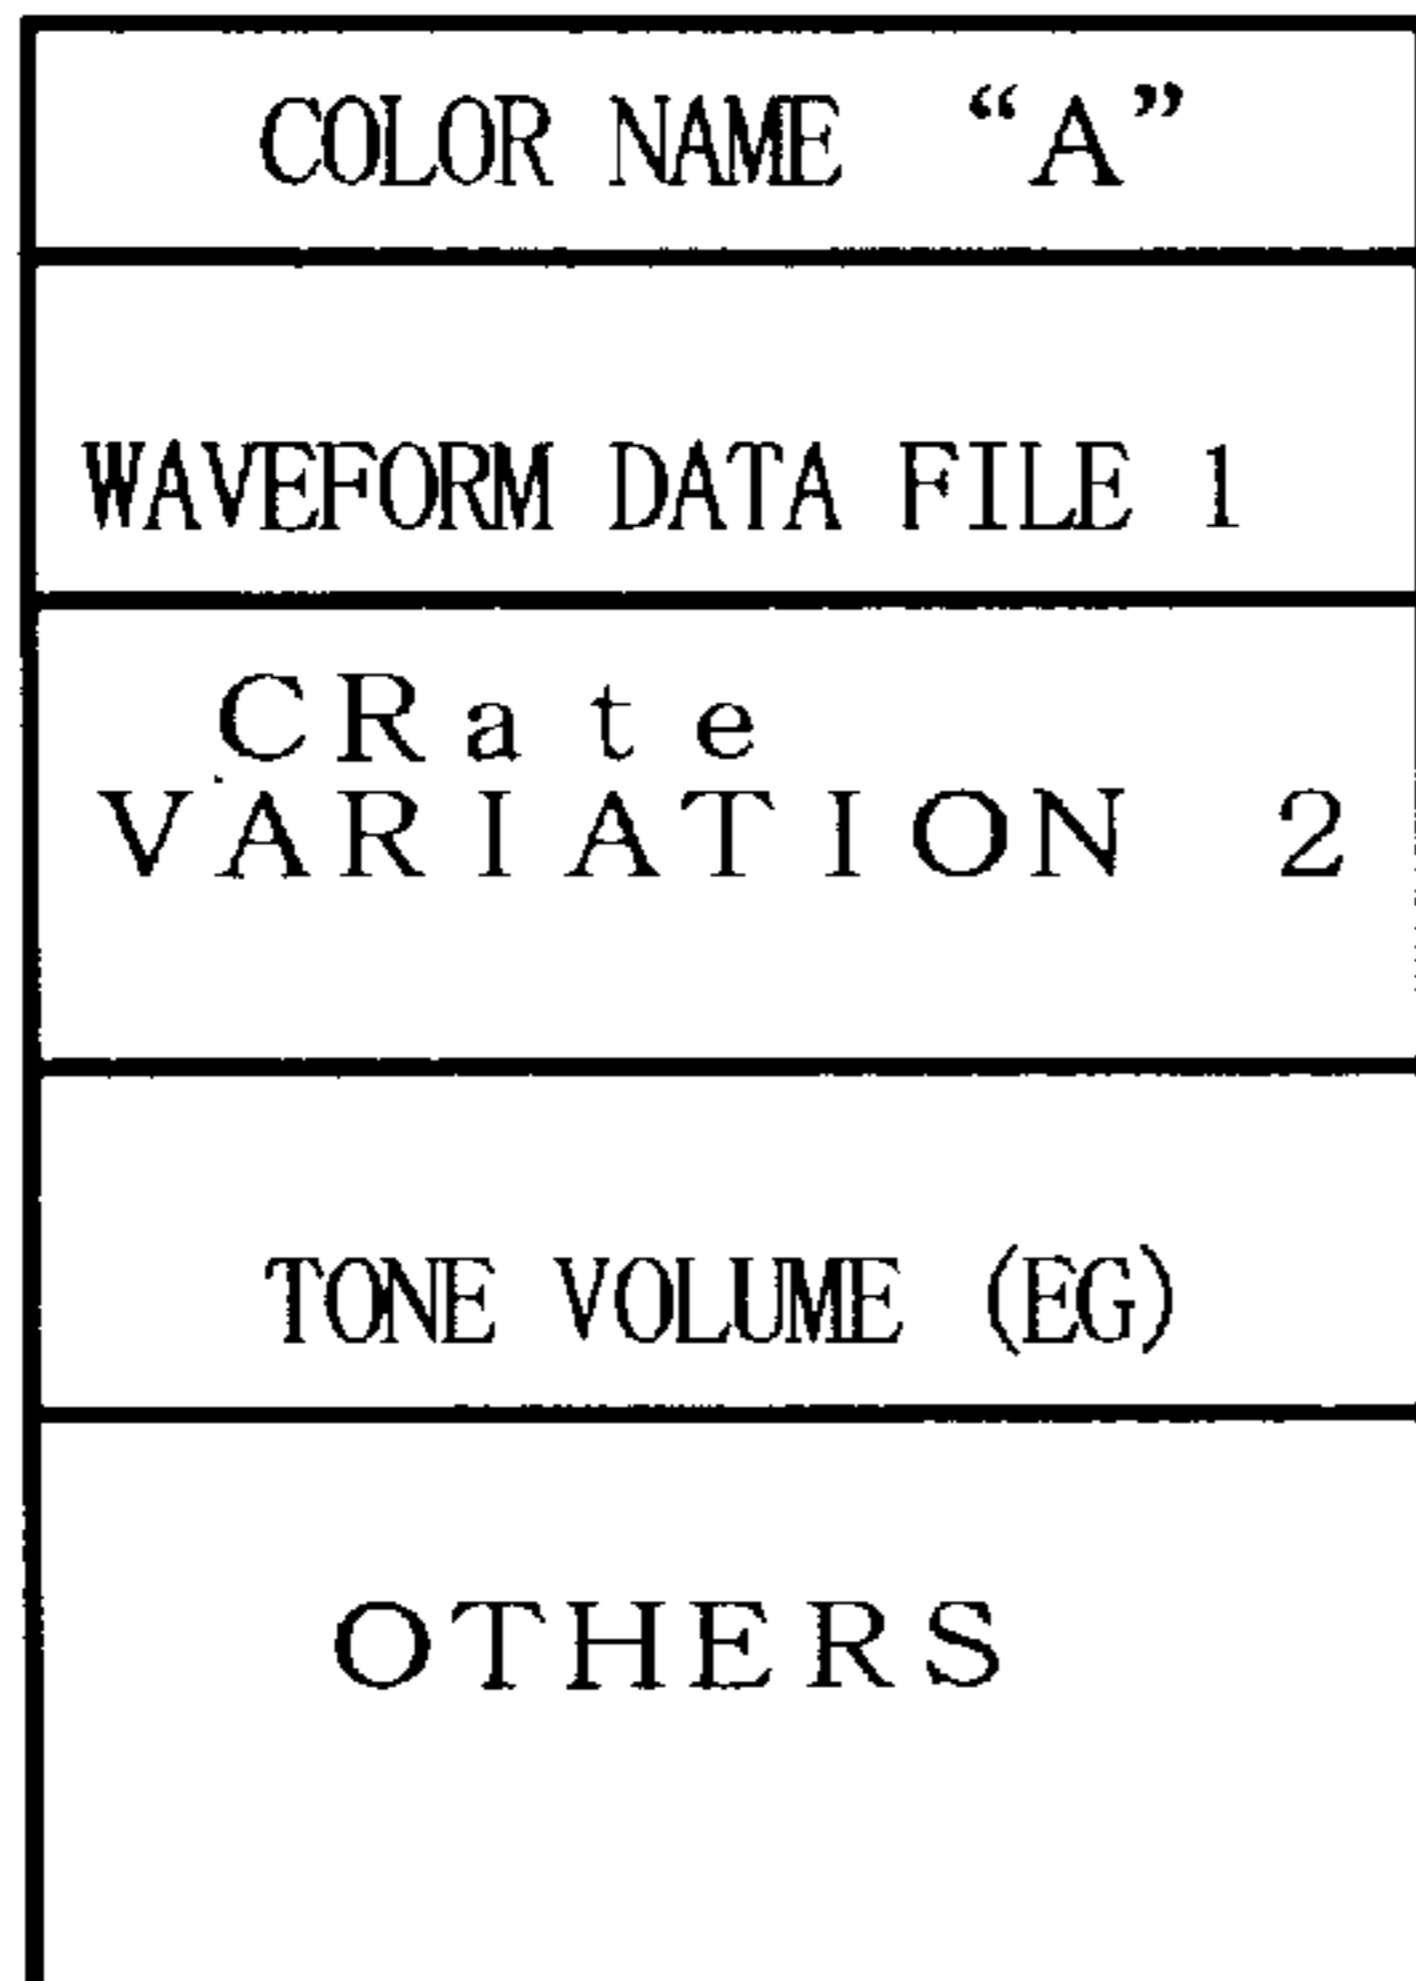 COLOR NAME “A”
WAVEFORM DATA FILE 1
CRate
VARIATION 2
TONE VOLUME (EG)
OTHERS